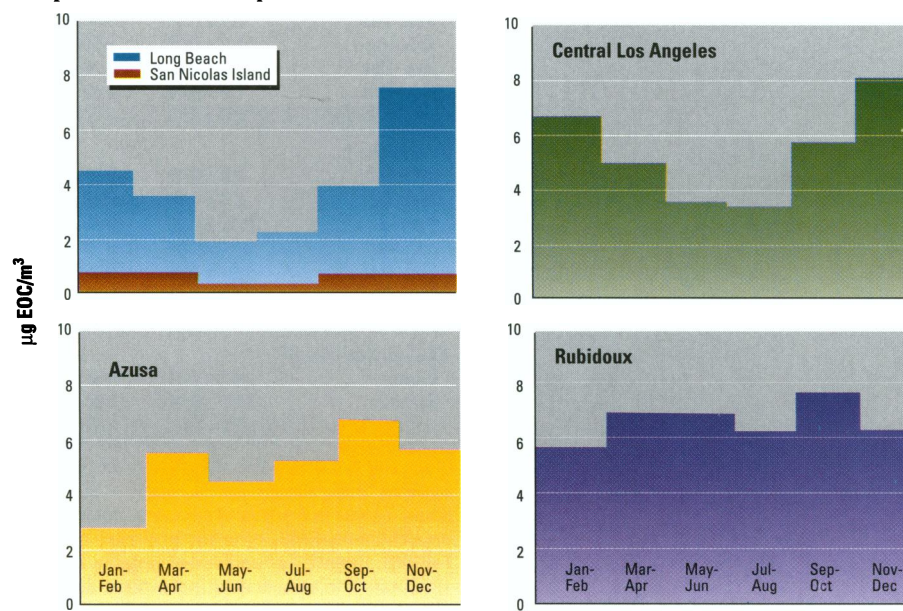 10
8
6
4
2
0
Long Beach
San Nicolas Island
10
8
6
4
2
0
Central Los Angeles
µg EOC/m³
10
8
6
4
2
0
Azusa
Jan-
Feb
Mar-
Apr
May-
Jun
Jul-
Aug
Sep-
Oct
Nov-
Dec
10
8
6
4
2
0
Rubidoux
Jan-
Feb
Mar-
Apr
May-
Jun
Jul-
Aug
Sep-
Oct
Nov-
Dec